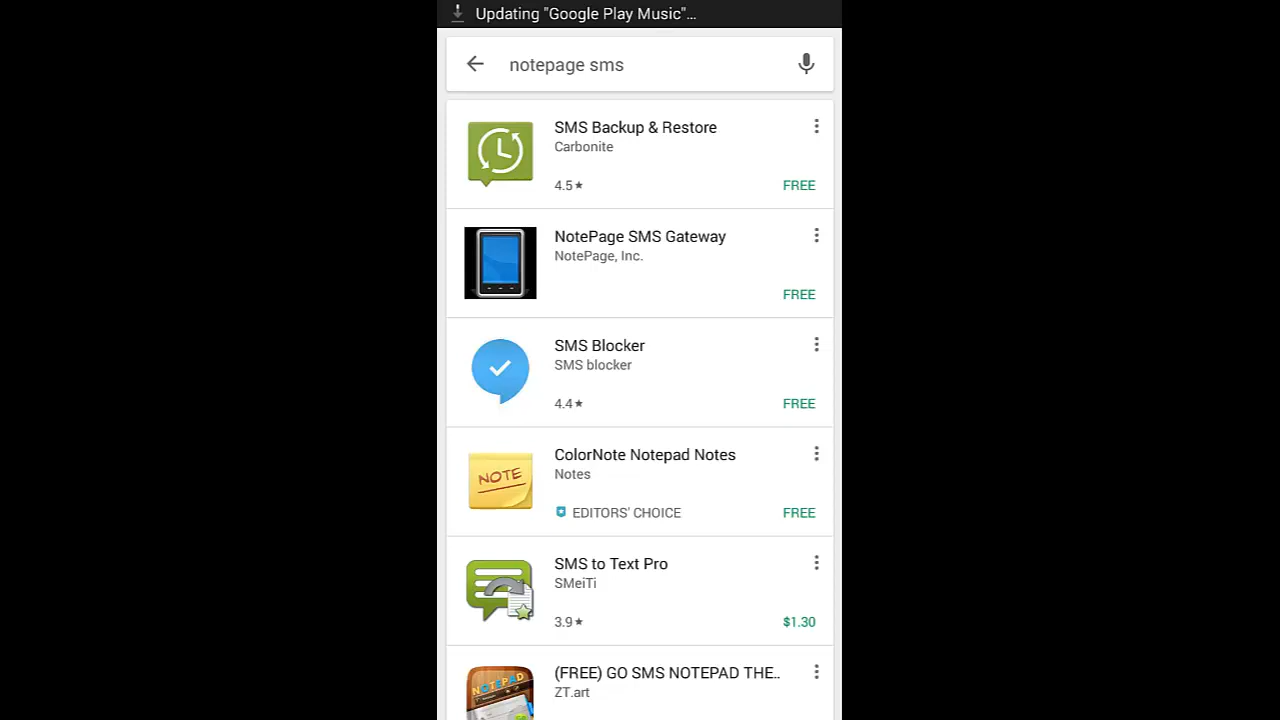 Updating "Google Play Music"...
notepage sms
SMS Backup & Restore
Carbonite
4.5★
FREE
NotePage SMS Gateway
NotePage, Inc.
FREE
SMS Blocker
SMS blocker
4.4★
FREE
NOTE
ColorNote Notepad Notes
Notes
EDITORS' CHOICE
FREE
SMS to Text Pro
SMeiTi
3.9★
$1.30
NOTEPAD
(FREE) GO SMS NOTEPAD THE..
ZT.art